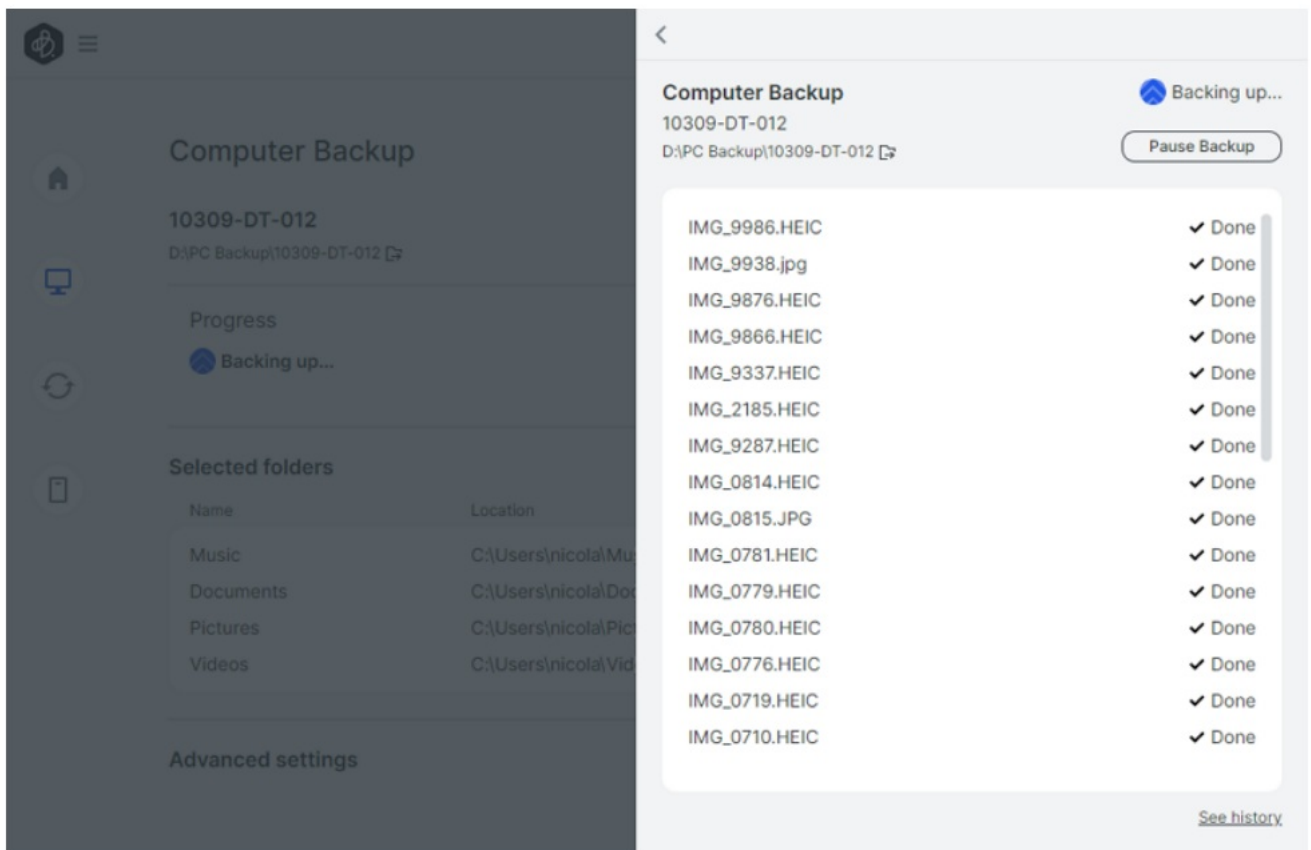 Computer Backup
10309-DT-012
D:\PC Backup\10309-DT-012
Progress
Backing up...
Selected folders
Name Location
Music C:\Users\nicola\Mu
Documents C:\Users\nicola\Doc
Pictures C:\Users\nicola\Pict
Videos C:\Users\nicola\Vid
Advanced settings
Computer Backup
Backing up...
10309-DT-012
D:\PC Backup\10309-DT-012
Pause Backup
IMG_9986.HEIC Done
IMG_9938.jpg Done
IMG_9876.HEIC Done
IMG_9866.HEIC Done
IMG_9337.HEIC Done
IMG_2185.HEIC Done
IMG_9287.HEIC Done
IMG_0814.HEIC Done
IMG_0815.JPG Done
IMG_0781.HEIC Done
IMG_0779.HEIC Done
IMG_0780.HEIC Done
IMG_0776.HEIC Done
IMG_0719.HEIC Done
IMG_0710.HEIC Done
See history